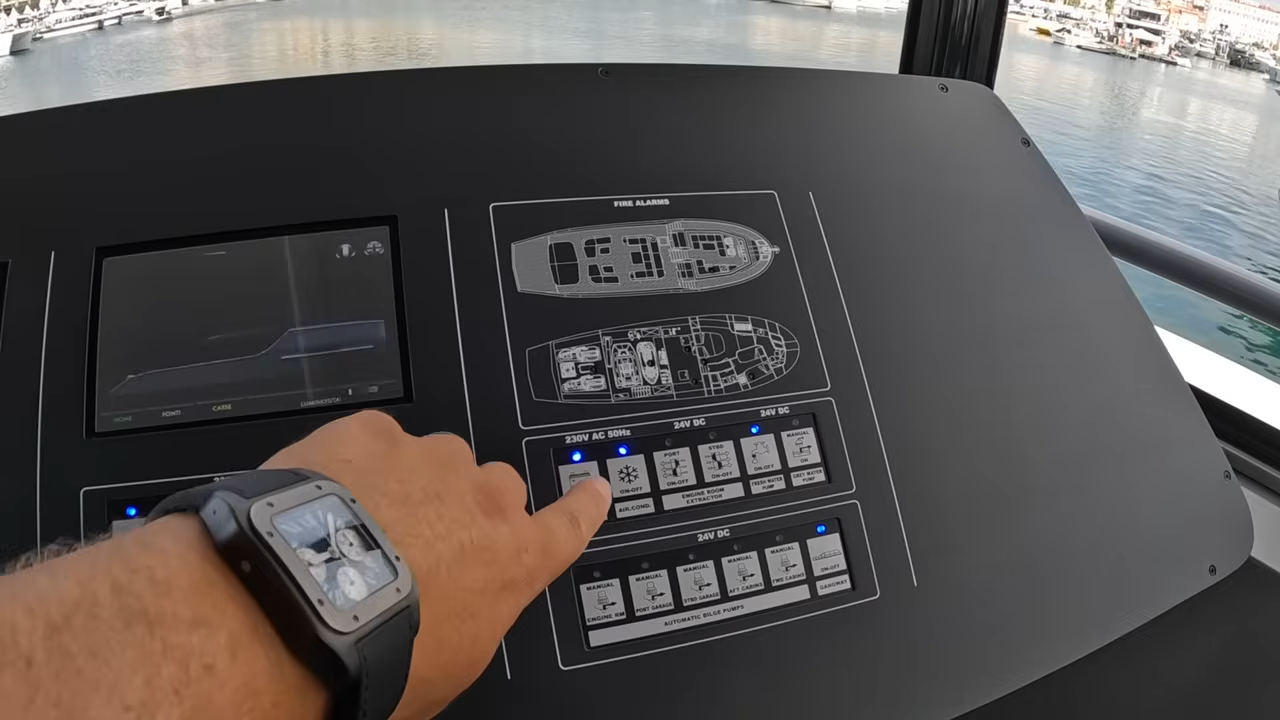 FIRE ALARMS
HOME FONTI CARTE LUMINOSITA'
230V AC 50Hz 24V DC 24V DC
ON-OFF AIR.COND.
PORT ON-OFF STBD ON-OFF
ENGINE ROOM EXTRACTOR
ON-OFF FRESH WATER PUMP
MANUAL ON GREY WATER PUMP
24V DC
MANUAL ENGINE RM
MANUAL PORT GARAGE
MANUAL STBD GARAGE
MANUAL AFT CABINS
MANUAL FWD CABINS
ON-OFF GANGWAY
AUTOMATIC BILGE PUMPS